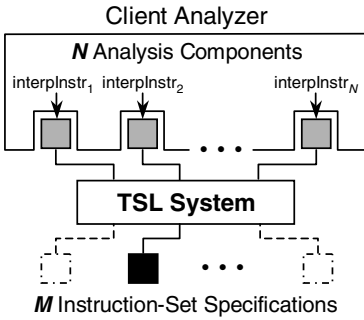 Client Analyzer
N Analysis Components
interpInstr1 interpInstr2 interpInstrN
• • •
TSL System
• • •
M Instruction-Set Specifications